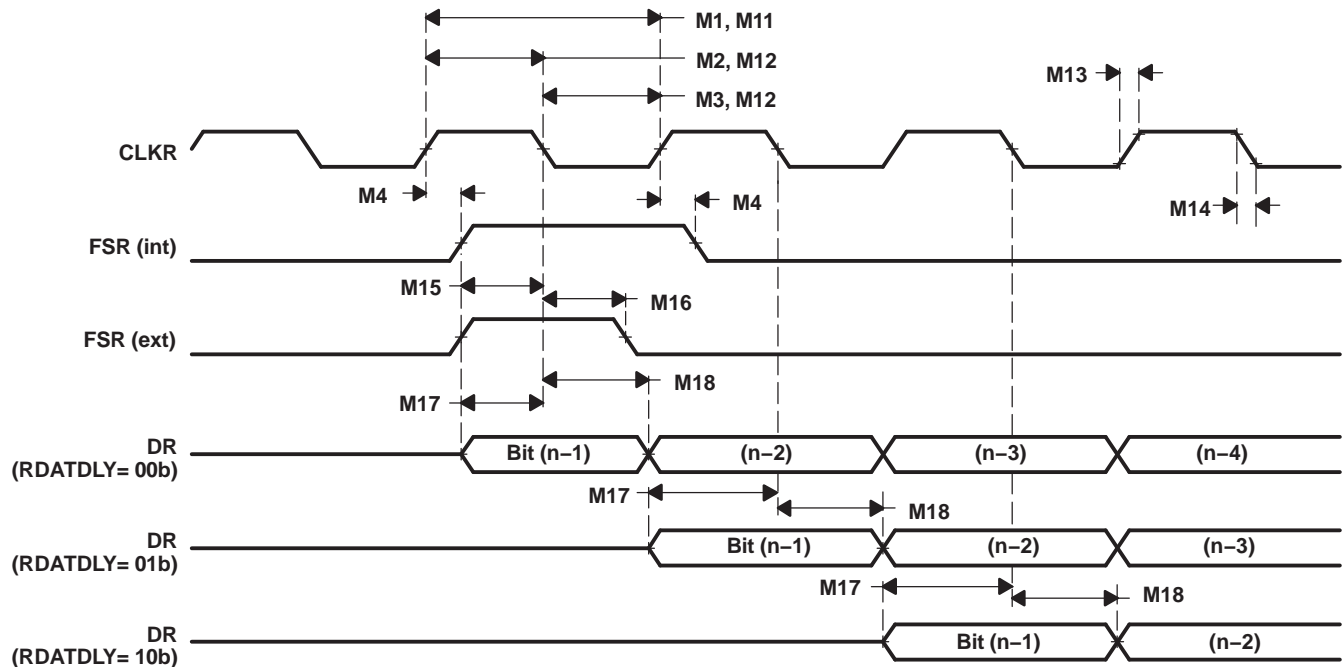 M1, M11
M2, M12
M3, M12
M13
CLKR
M4
M4
M14
FSR (int)
M15
M16
FSR (ext)
M18
M17
DR
(RDATDLY= 00b)
Bit (n−1)
(n−2)
(n−3)
(n−4)
M17
M18
DR
(RDATDLY= 01b)
Bit (n−1)
(n−2)
(n−3)
M17
M18
DR
(RDATDLY= 10b)
Bit (n−1)
(n−2)